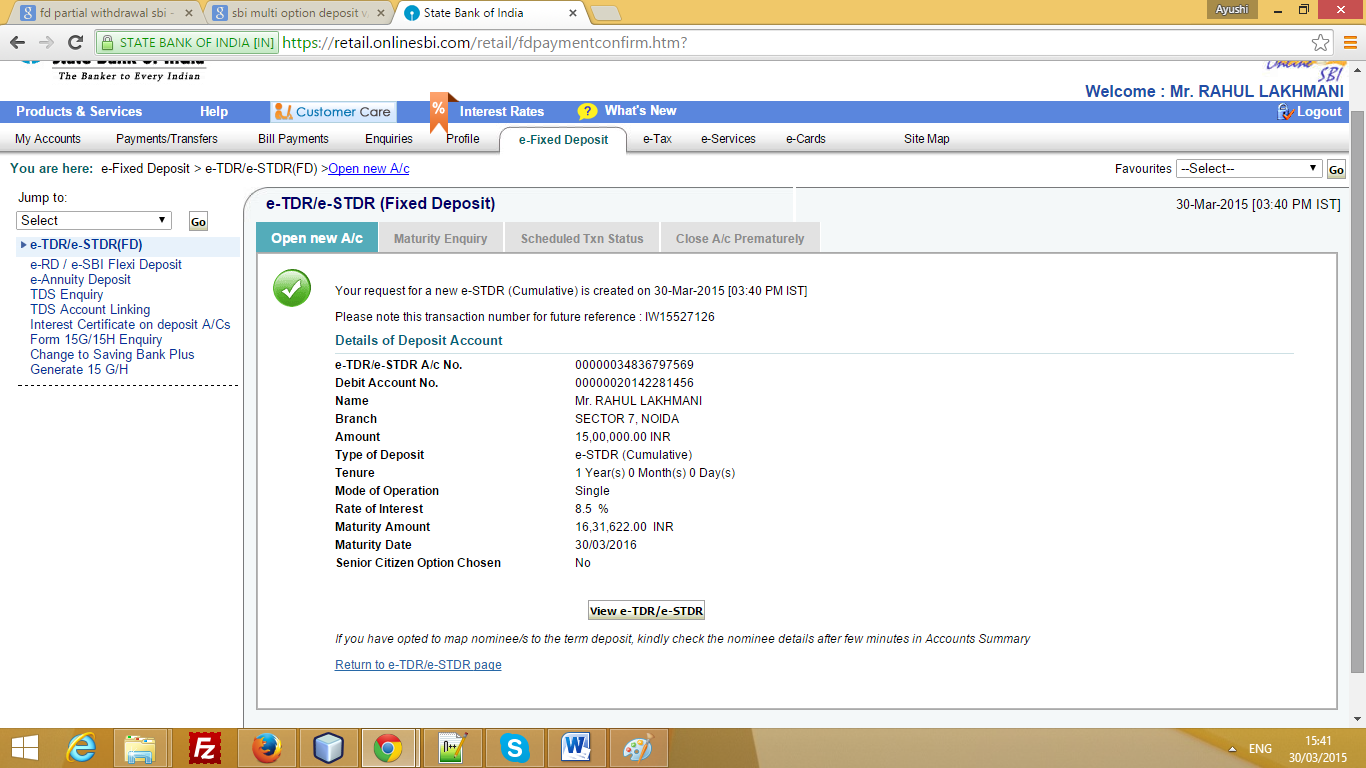 fd partial withdrawal sbi -
sbi multi option deposit v
State Bank of India
Ayushi
STATE BANK OF INDIA [IN] https://retail.onlinesbi.com/retail/fdpaymentconfirm.htm?
State Bank of India
The Banker to Every Indian
Online SBI
Welcome : Mr. RAHUL LAKHMANI
Products & Services Help Customer Care % Interest Rates ? What's New Logout
My Accounts Payments/Transfers Bill Payments Enquiries Profile e-Fixed Deposit e-Tax e-Services e-Cards Site Map
You are here: e-Fixed Deposit > e-TDR/e-STDR(FD) >Open new A/c
Favourites --Select-- Go
Jump to:
Select Go
e-TDR/e-STDR(FD)
e-RD / e-SBI Flexi Deposit
e-Annuity Deposit
TDS Enquiry
TDS Account Linking
Interest Certificate on deposit A/Cs
Form 15G/15H Enquiry
Change to Saving Bank Plus
Generate 15 G/H
e-TDR/e-STDR (Fixed Deposit)
30-Mar-2015 [03:40 PM IST]
Open new A/c Maturity Enquiry Scheduled Txn Status Close A/c Prematurely
Your request for a new e-STDR (Cumulative) is created on 30-Mar-2015 [03:40 PM IST]
Please note this transaction number for future reference : IW15527126
Details of Deposit Account
e-TDR/e-STDR A/c No. 00000034836797569
Debit Account No. 00000020142281456
Name Mr. RAHUL LAKHMANI
Branch SECTOR 7, NOIDA
Amount 15,00,000.00 INR
Type of Deposit e-STDR (Cumulative)
Tenure 1 Year(s) 0 Month(s) 0 Day(s)
Mode of Operation Single
Rate of Interest 8.5 %
Maturity Amount 16,31,622.00 INR
Maturity Date 30/03/2016
Senior Citizen Option Chosen No
View e-TDR/e-STDR
If you have opted to map nominee/s to the term deposit, kindly check the nominee details after few minutes in Accounts Summary
Return to e-TDR/e-STDR page
ENG
15:41
30/03/2015